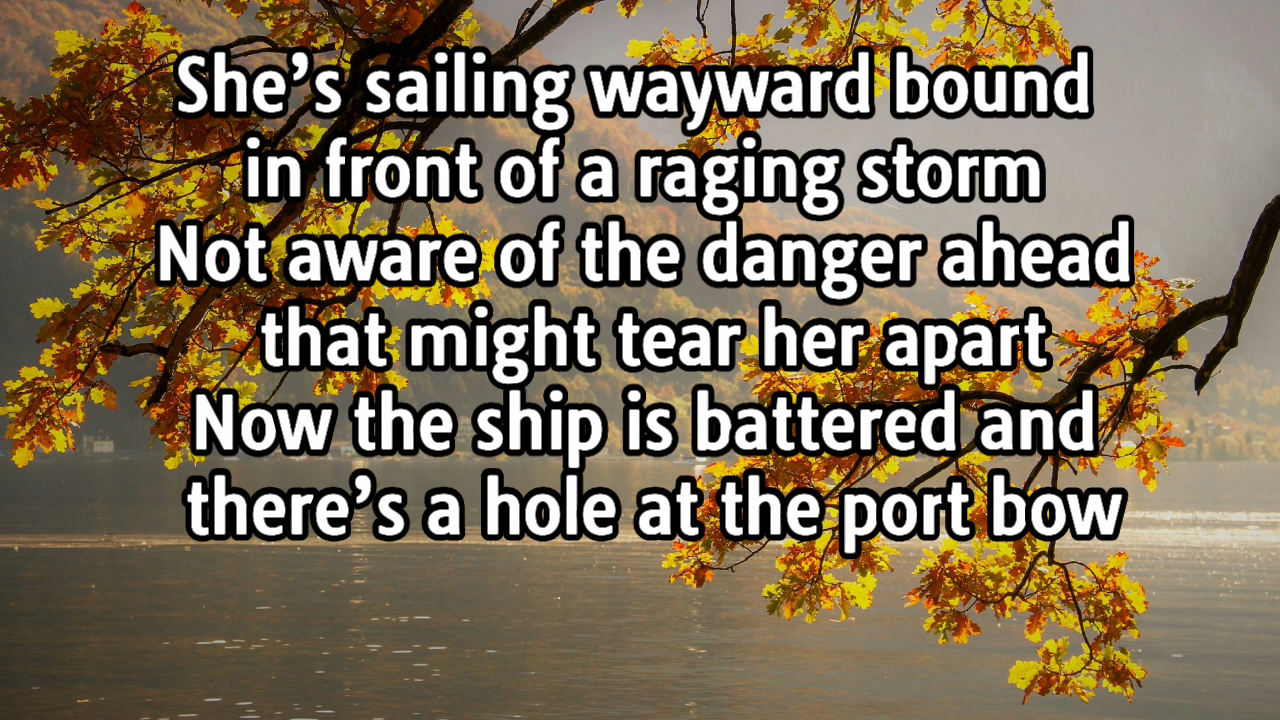 She’s sailing wayward bound
in front of a raging storm
Not aware of the danger ahead
that might tear her apart
Now the ship is battered and
there’s a hole at the port bow